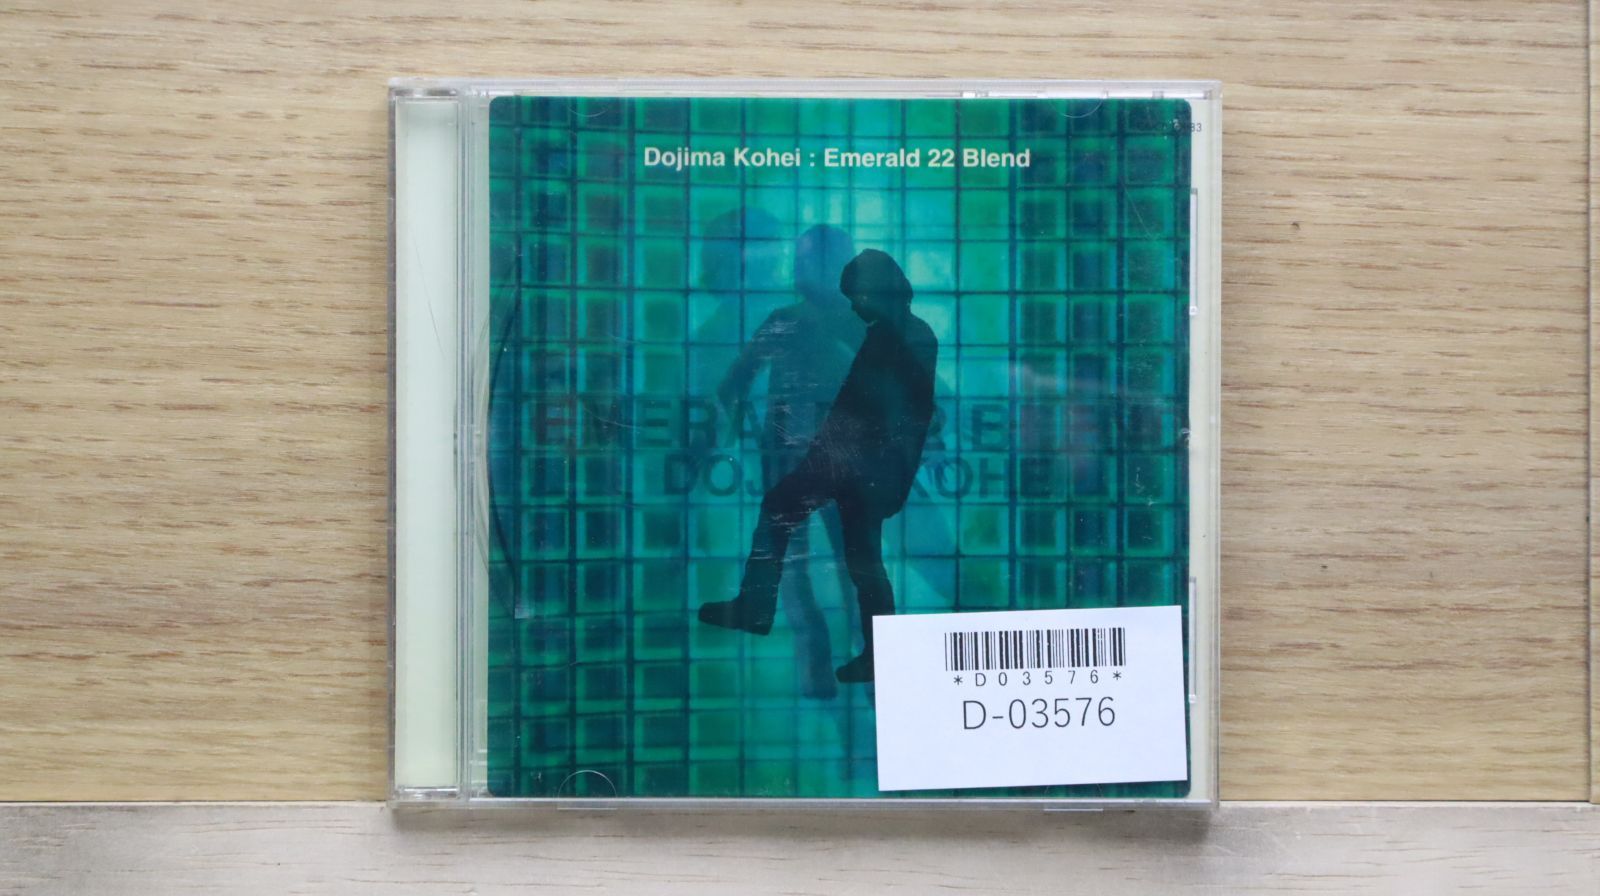 Dojima Kohei : Emerald 22 Blend
*D03576*
D-03576